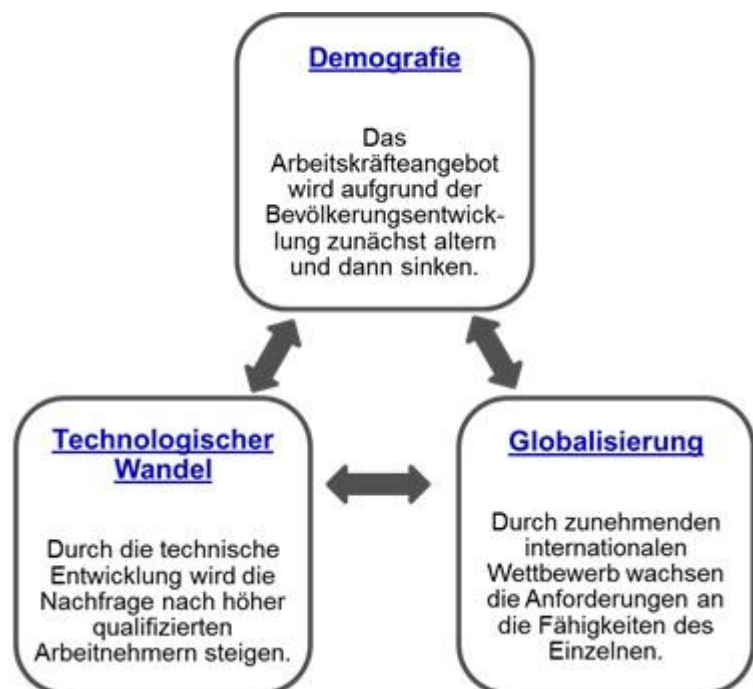 Demografie
Das
Arbeitskräfteangebot
wird aufgrund der
Bevölkerungsentwick-
lung zunächst altern
und dann sinken.
Technologischer
Wandel
Durch die technische
Entwicklung wird die
Nachfrage nach höher
qualifizierten
Arbeitnehmern steigen.
Globalisierung
Durch zunehmenden
internationalen
Wettbewerb wachsen
die Anforderungen an
die Fähigkeiten des
Einzelnen.